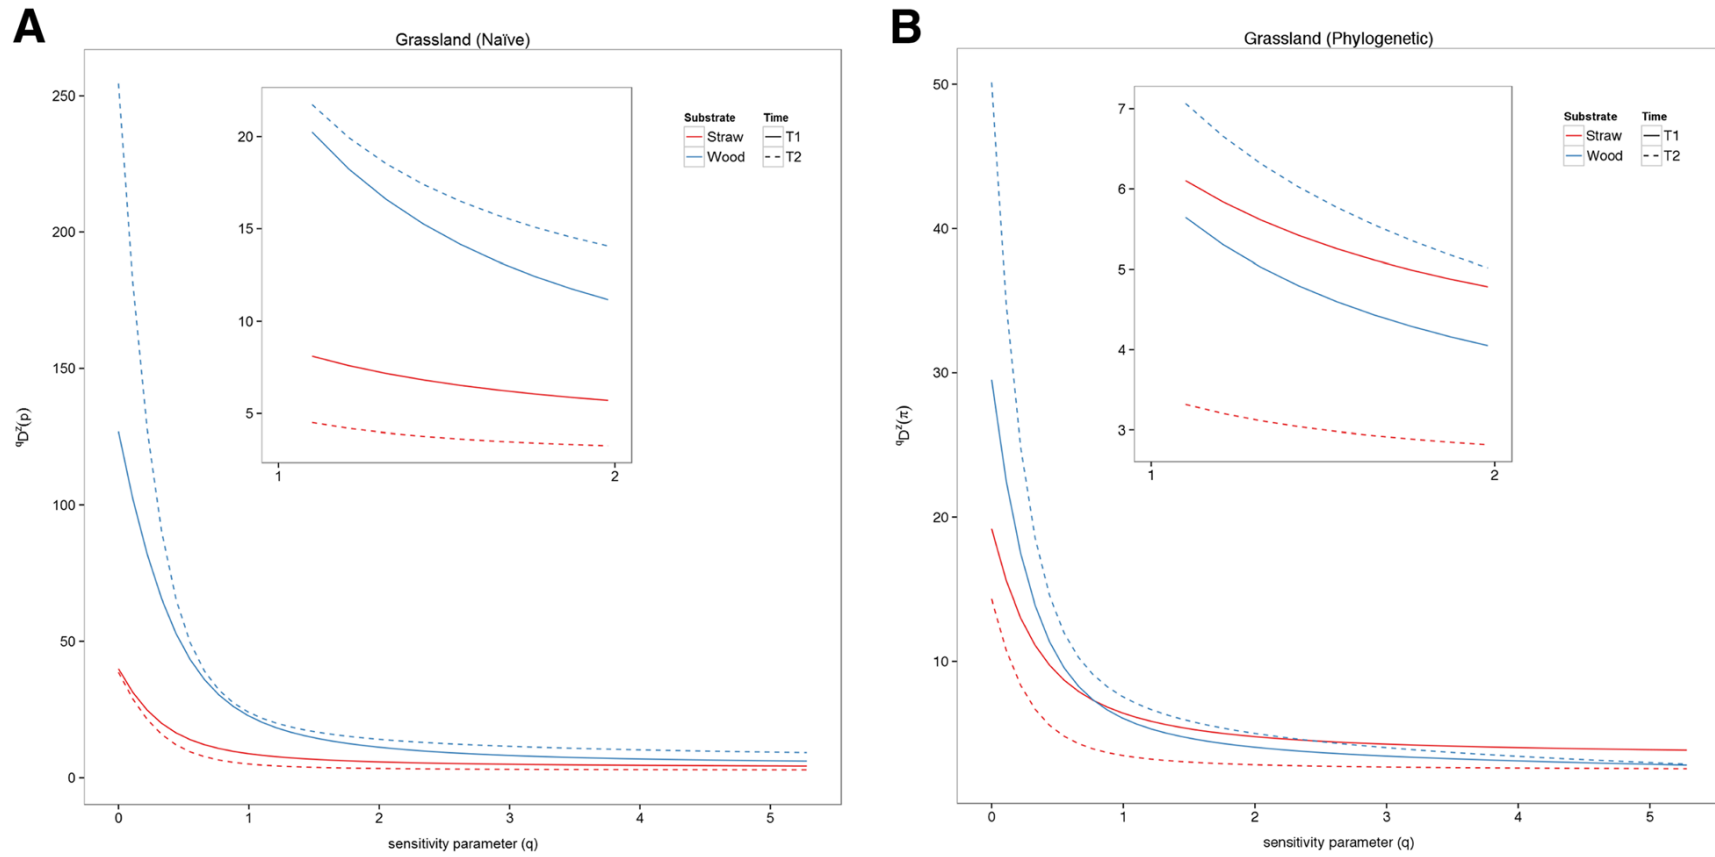 A
Grassland (Naïve)
250
200
150
100
50
0
qDz(p)
20
15
10
5
1 2
Substrate Time
Straw T1
Wood T2
0 1 2 3 4 5
sensitivity parameter (q)
B
Grassland (Phylogenetic)
50
40
30
20
10
qDz(π)
7
6
5
4
3
1 2
Substrate Time
Straw T1
Wood T2
0 1 2 3 4 5
sensitivity parameter (q)